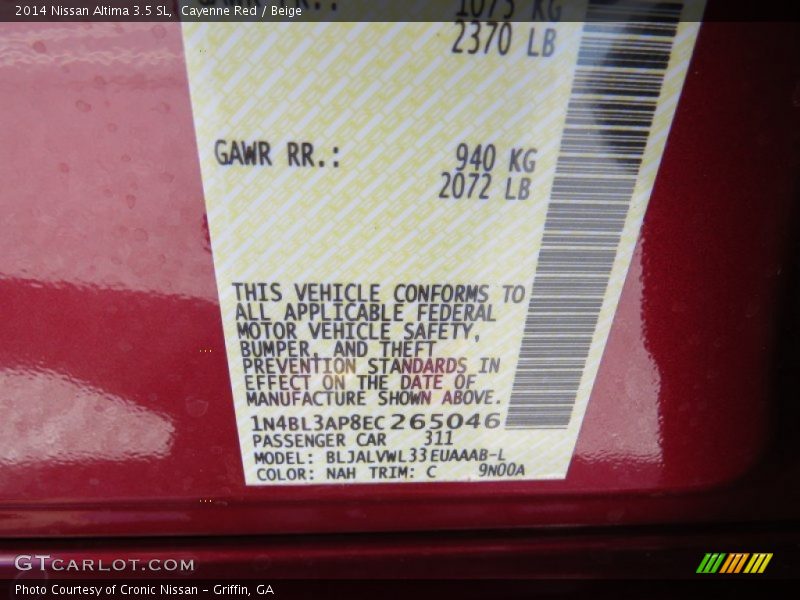 2014 Nissan Altima 3.5 SL, Cayenne Red / Beige
GAWR 1075 KG
2370 LB
GAWR RR.: 940 KG
2072 LB
THIS VEHICLE CONFORMS TO
ALL APPLICABLE FEDERAL
MOTOR VEHICLE SAFETY,
BUMPER, AND THEFT
PREVENTION STANDARDS IN
EFFECT ON THE DATE OF
MANUFACTURE SHOWN ABOVE.
1N4BL3AP8EC265046
PASSENGER CAR 311
MODEL: BLJALVWL33EUAAAB-L
COLOR: NAH TRIM: C 9N00A
GTCARLOT.COM
Photo Courtesy of Cronic Nissan - Griffin, GA